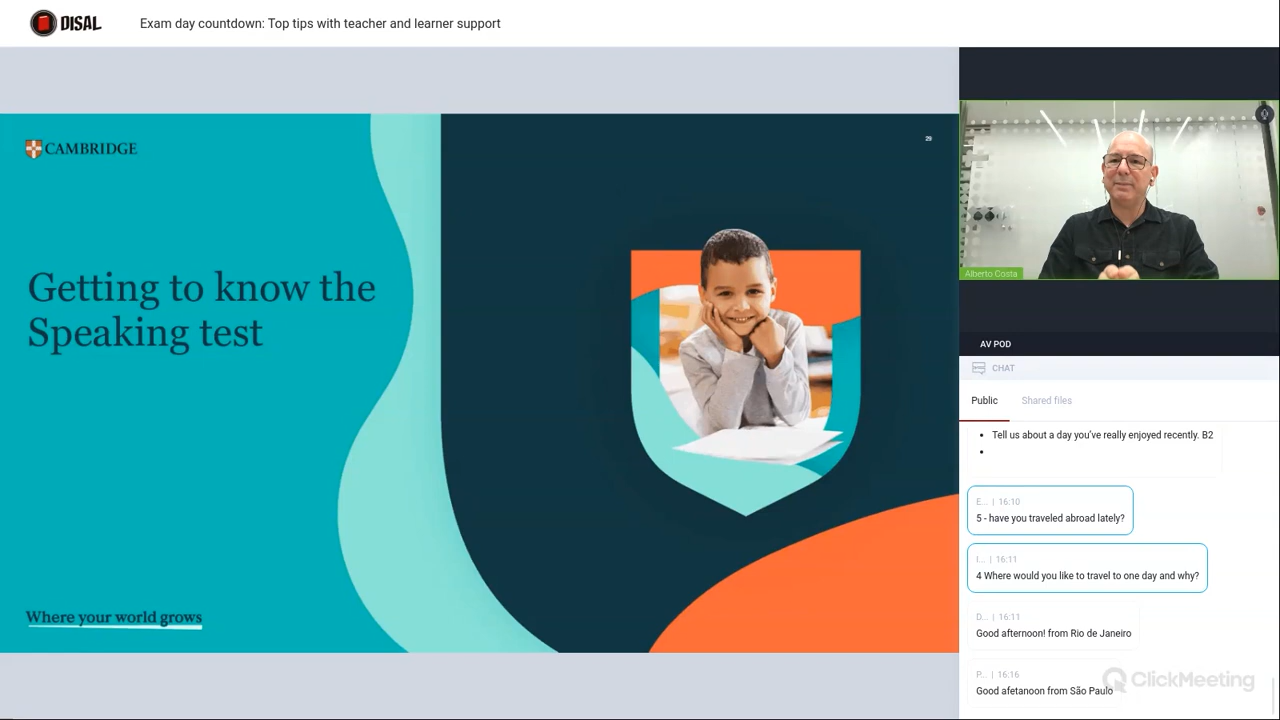 DISAL
Exam day countdown: Top tips with teacher and learner support
CAMBRIDGE
29
Getting to know the
Speaking test
Where your world grows
Alberto Costa
AV POD
CHAT
Public
Shared files
• Tell us about a day you've really enjoyed recently. B2
•
E... | 16:10
5 - have you traveled abroad lately?
I... | 16:11
4 Where would you like to travel to one day and why?
D... | 16:11
Good afternoon! from Rio de Janeiro
P... | 16:16
Good afetanoon from São Paulo
ClickMeeting